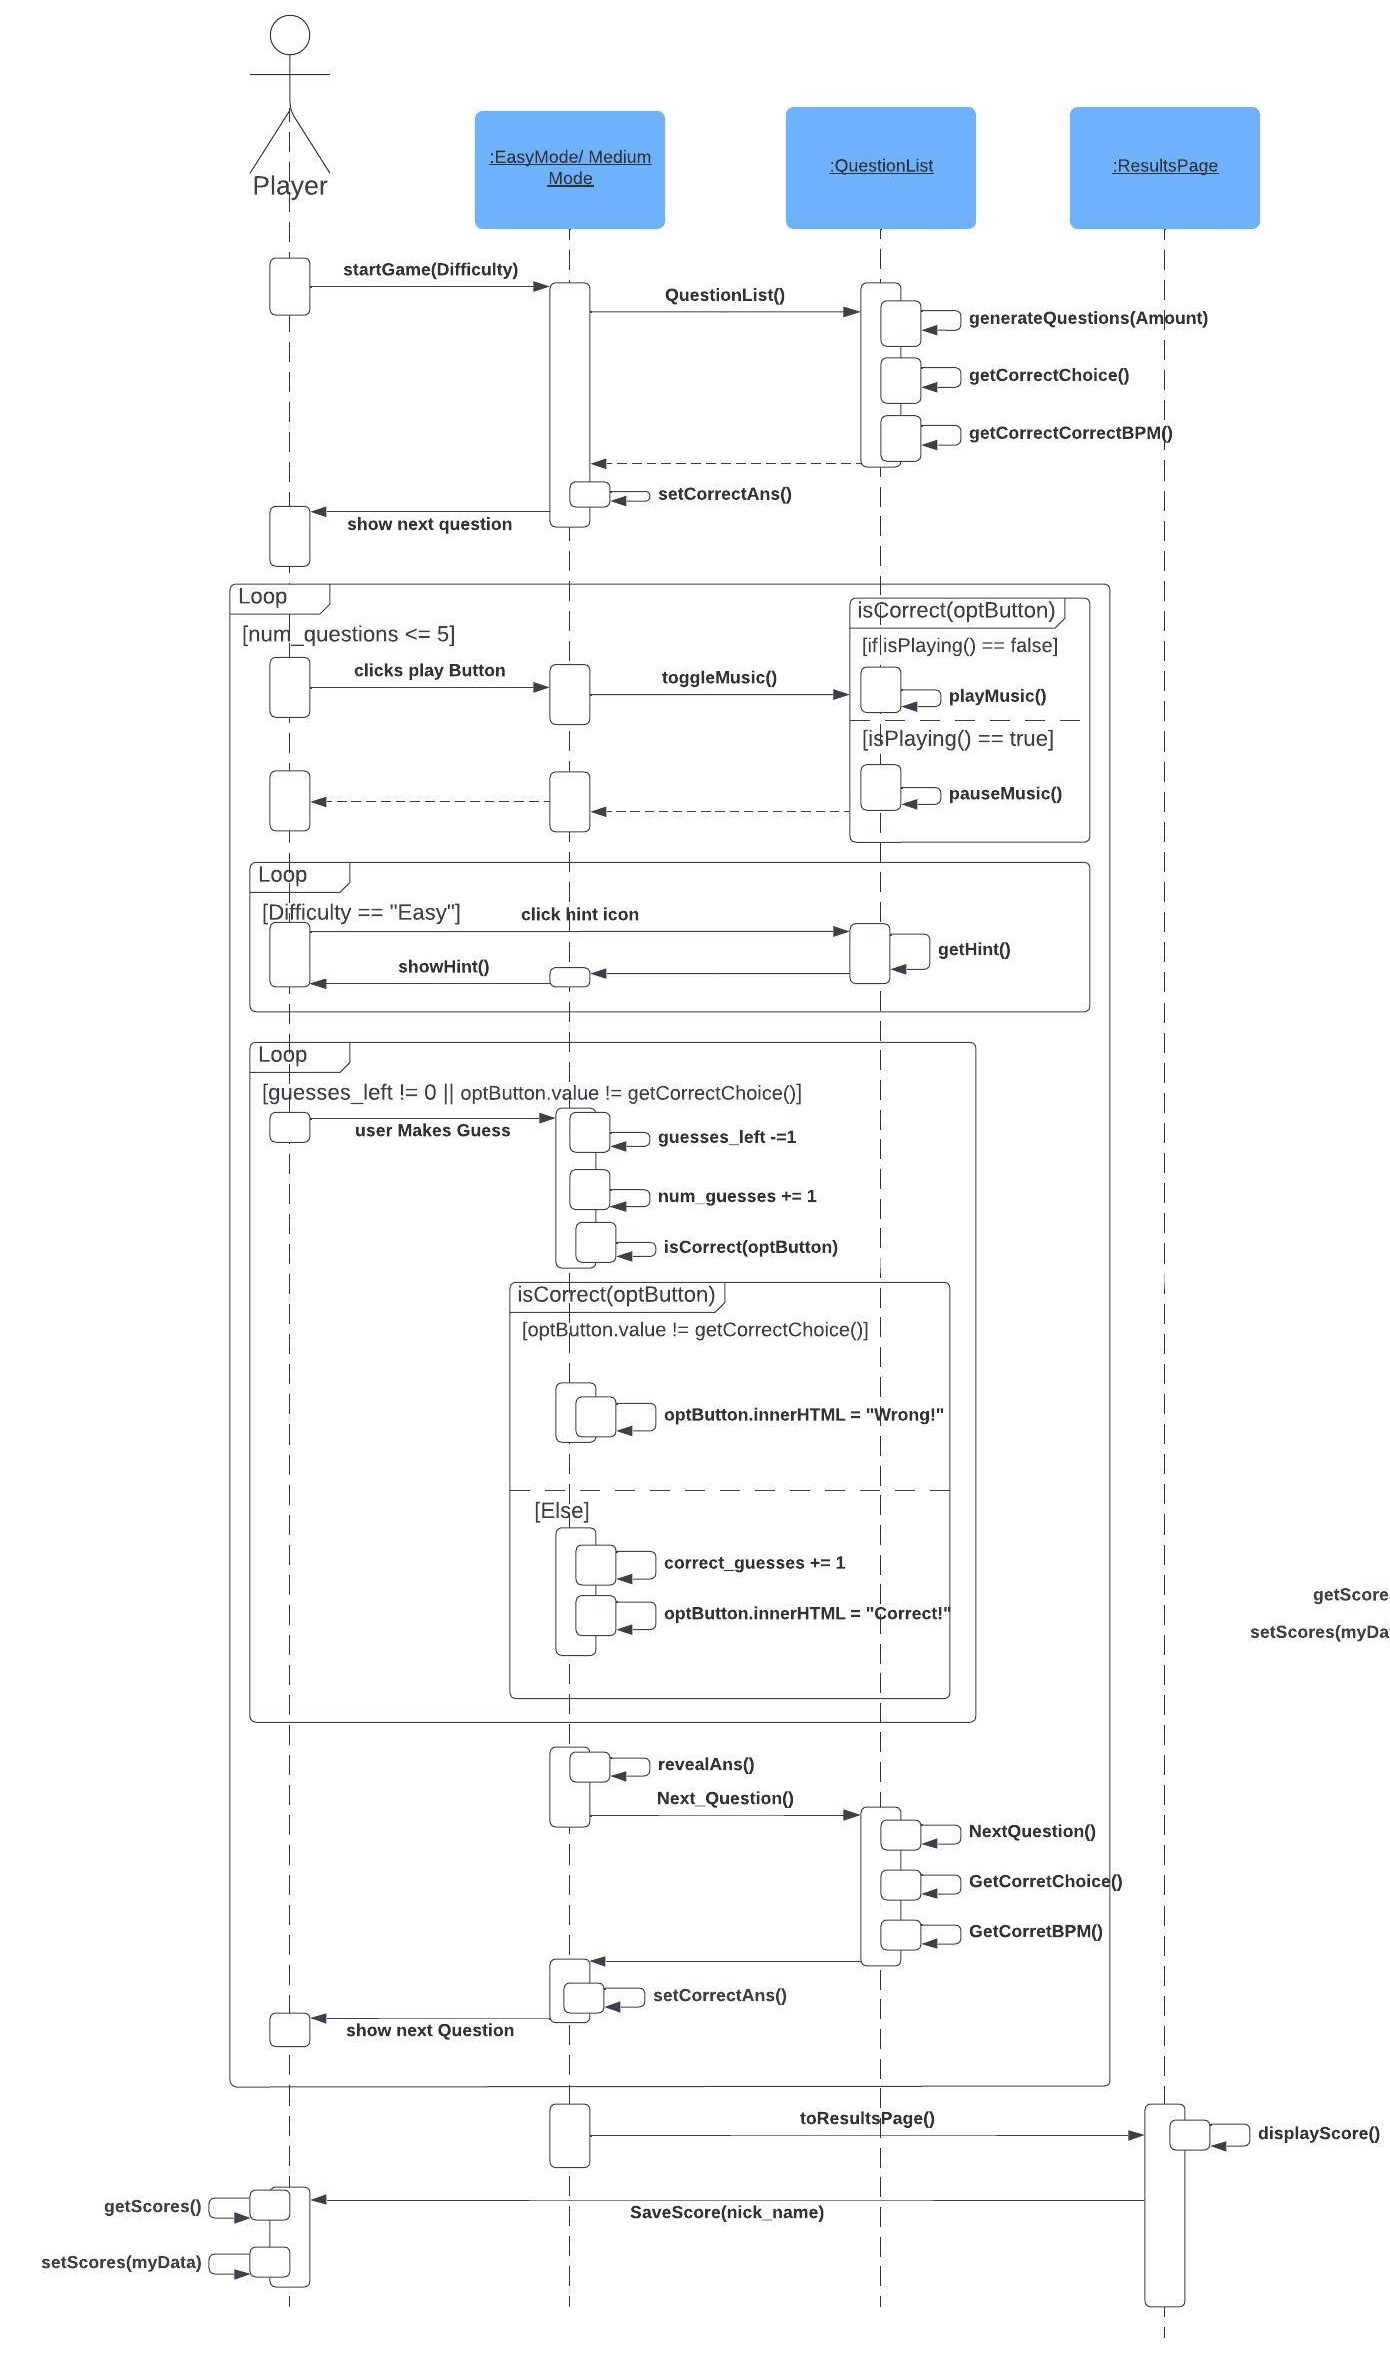 Player
:EasyMode/ Medium
Mode
:QuestionList
:ResultsPage
startGame(Difficulty)
QuestionList()
generateQuestions(Amount)
getCorrectChoice()
getCorrectCorrectBPM()
setCorrectAns()
show next question
Loop
[num_questions <= 5]
isCorrect(optButton)
[if isPlaying() == false]
clicks play Button
toggleMusic()
playMusic()
[isPlaying() == true]
pauseMusic()
Loop
[Difficulty == "Easy"]
click hint icon
getHint()
showHint()
Loop
[guesses_left != 0 || optButton.value != getCorrectChoice()]
user Makes Guess
guesses_left -=1
num_guesses += 1
isCorrect(optButton)
isCorrect(optButton)
[optButton.value != getCorrectChoice()]
optButton.innerHTML = "Wrong!"
[Else]
correct_guesses += 1
optButton.innerHTML = "Correct!"
getScore
setScores(myDat
revealAns()
Next_Question()
NextQuestion()
GetCorretChoice()
GetCorretBPM()
setCorrectAns()
show next Question
toResultsPage()
displayScore()
getScores()
SaveScore(nick_name)
setScores(myData)